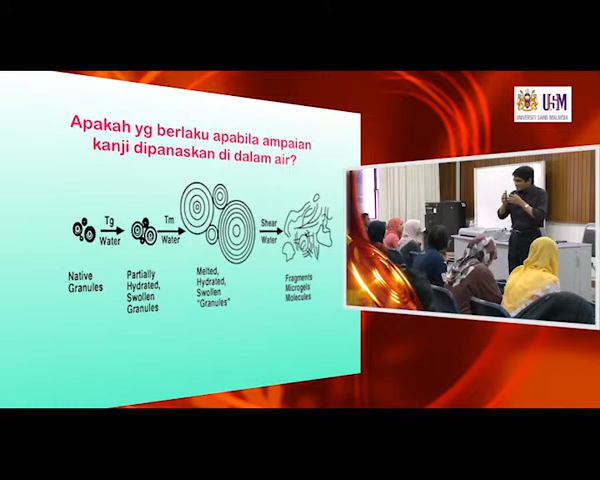 Apakah yg berlaku apabila ampaian
kanji dipanaskan di dalam air?
Tg
Water
Tm
Water
Shear
Water
Native
Granules
Partially
Hydrated,
Swollen
Granules
Melted,
Hydrated,
Swollen
"Granules"
Fragments
Microgels
Molecules
USM
UNIVERSITI SAINS MALAYSIA